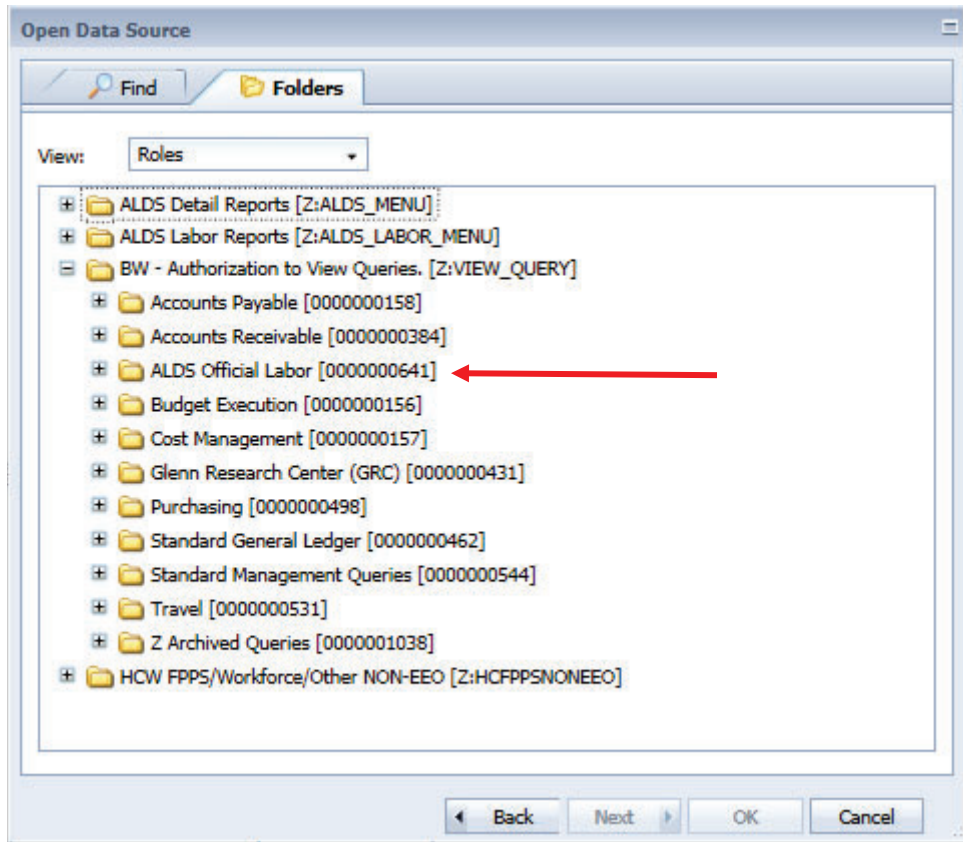 Open Data Source
Find Folders
View: Roles
ALDS Detail Reports [Z:ALDS_MENU]
ALDS Labor Reports [Z:ALDS_LABOR_MENU]
BW - Authorization to View Queries. [Z:VIEW_QUERY]
Accounts Payable [0000000158]
Accounts Receivable [0000000384]
ALDS Official Labor [0000000641]
Budget Execution [0000000156]
Cost Management [0000000157]
Glenn Research Center (GRC) [0000000431]
Purchasing [0000000498]
Standard General Ledger [0000000462]
Standard Management Queries [0000000544]
Travel [0000000531]
Z Archived Queries [0000001038]
HCW FPPS/Workforce/Other NON-EEO [Z:HCFPPSNONEEO]
Back Next OK Cancel